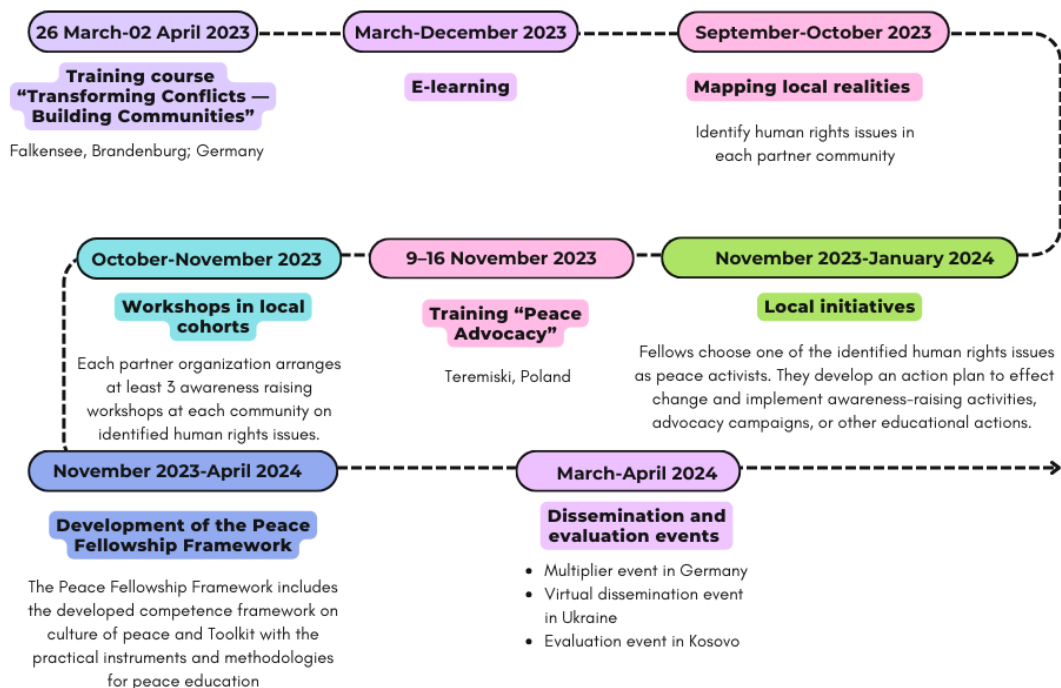 26 March-02 April 2023
Training course
“Transforming Conflicts —
Building Communities”
Falkensee, Brandenburg; Germany
March-December 2023
E-learning
September-October 2023
Mapping local realities
Identify human rights issues in
each partner community
October-November 2023
Workshops in local
cohorts
Each partner organization arranges
at least 3 awareness raising
workshops at each community on
identified human rights issues.
9–16 November 2023
Training “Peace
Advocacy”
Teremiski, Poland
November 2023-January 2024
Local initiatives
Fellows choose one of the identified human rights issues
as peace activists. They develop an action plan to effect
change and implement awareness-raising activities,
advocacy campaigns, or other educational actions.
November 2023-April 2024
Development of the Peace
Fellowship Framework
The Peace Fellowship Framework includes
the developed competence framework on
culture of peace and Toolkit with the
practical instruments and methodologies
for peace education
March-April 2024
Dissemination and
evaluation events
• Multiplier event in Germany
• Virtual dissemination event
in Ukraine
• Evaluation event in Kosovo